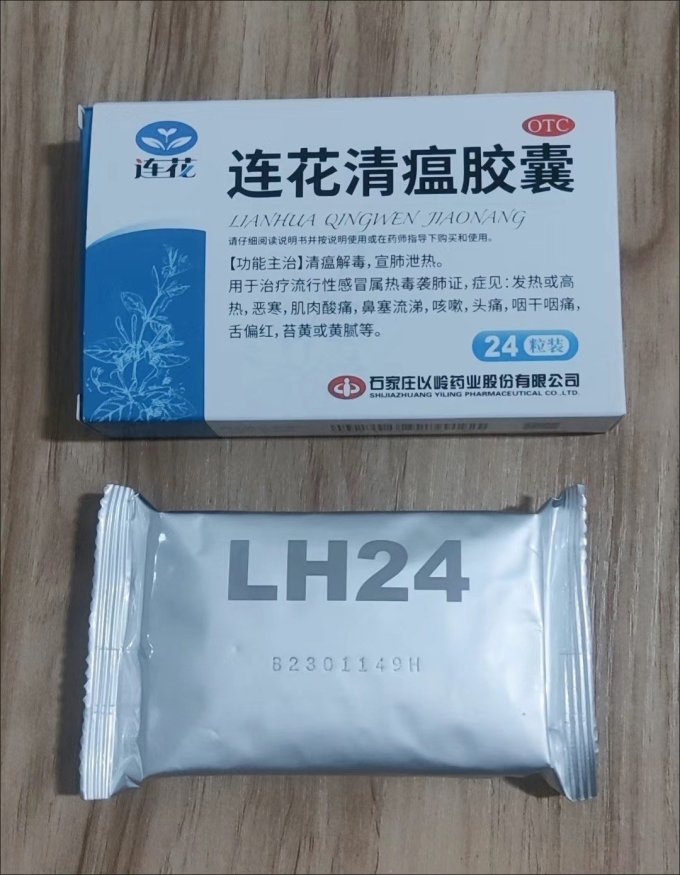 连花
OTC
连花清瘟胶囊
LIANHUA QINGWEN JIAONANG
请仔细阅读说明书并按说明使用或在药师指导下购买和使用。
【功能主治】清瘟解毒，宣肺泄热。
用于治疗流行性感冒属热毒袭肺证，症见：发热或高
热，恶寒，肌肉酸痛，鼻塞流涕，咳嗽，头痛，咽干咽痛，
舌偏红，苔黄或黄腻等。
24粒装
石家庄以岭药业股份有限公司
SHIJIAZHUANG YILING PHARMACEUTICAL CO.,LTD.
LH24
B2301149H